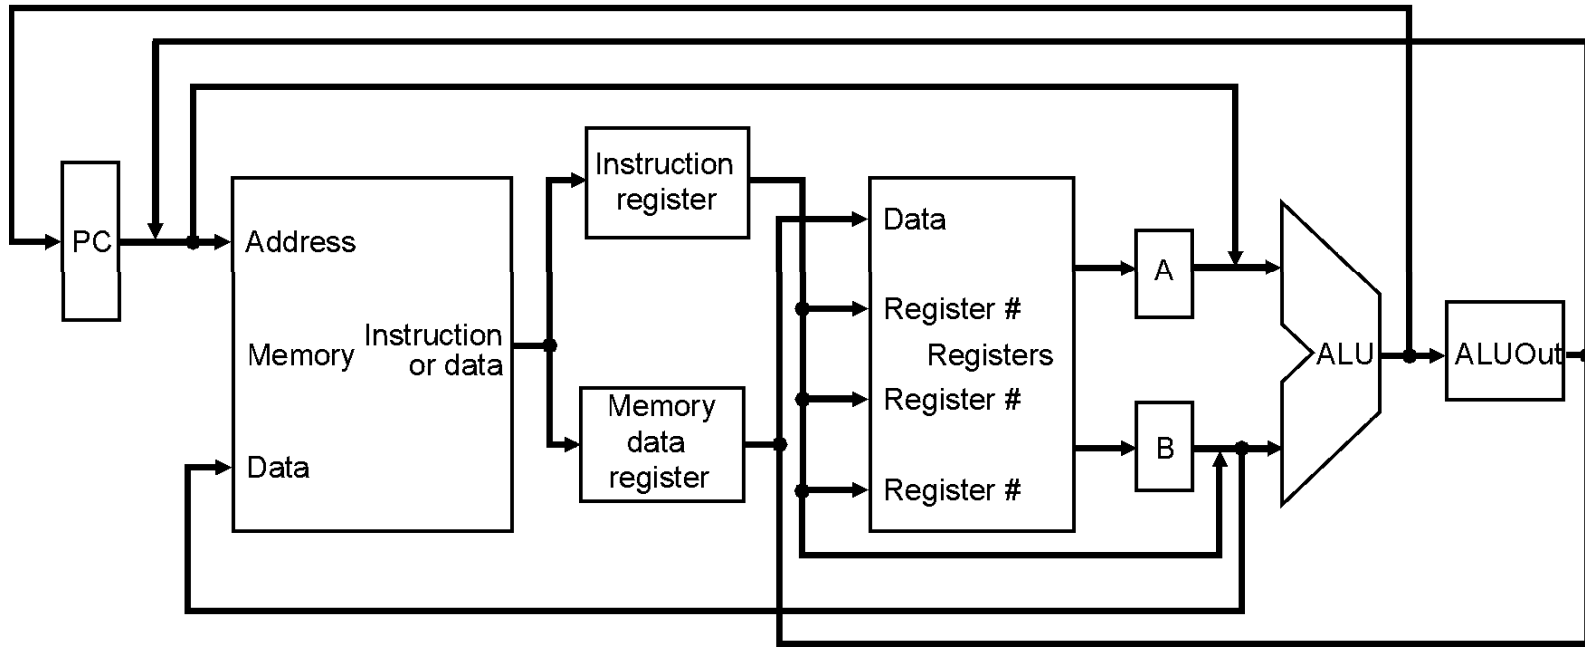 PC
Address
Memory
Instruction
or data
Data
Instruction
register
Memory
data
register
Data
Register #
Registers
Register #
Register #
A
B
ALU
ALUOut